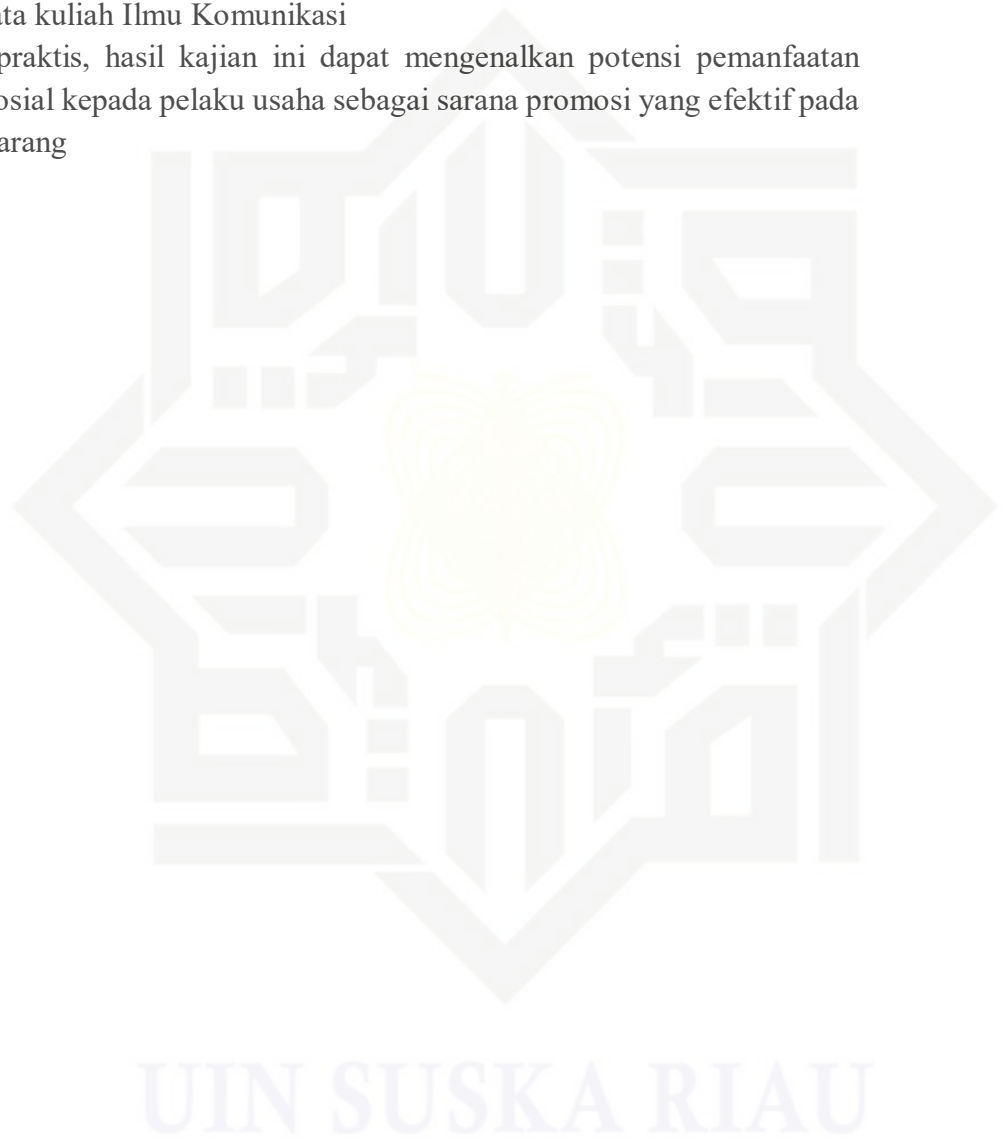 ata kuliah Ilmu Komunikasi
praktis, hasil kajian ini dapat mengenalkan potensi pemanfaatan
osial kepada pelaku usaha sebagai sarana promosi yang efektif pada
arang
UIN SUSKA RIAU